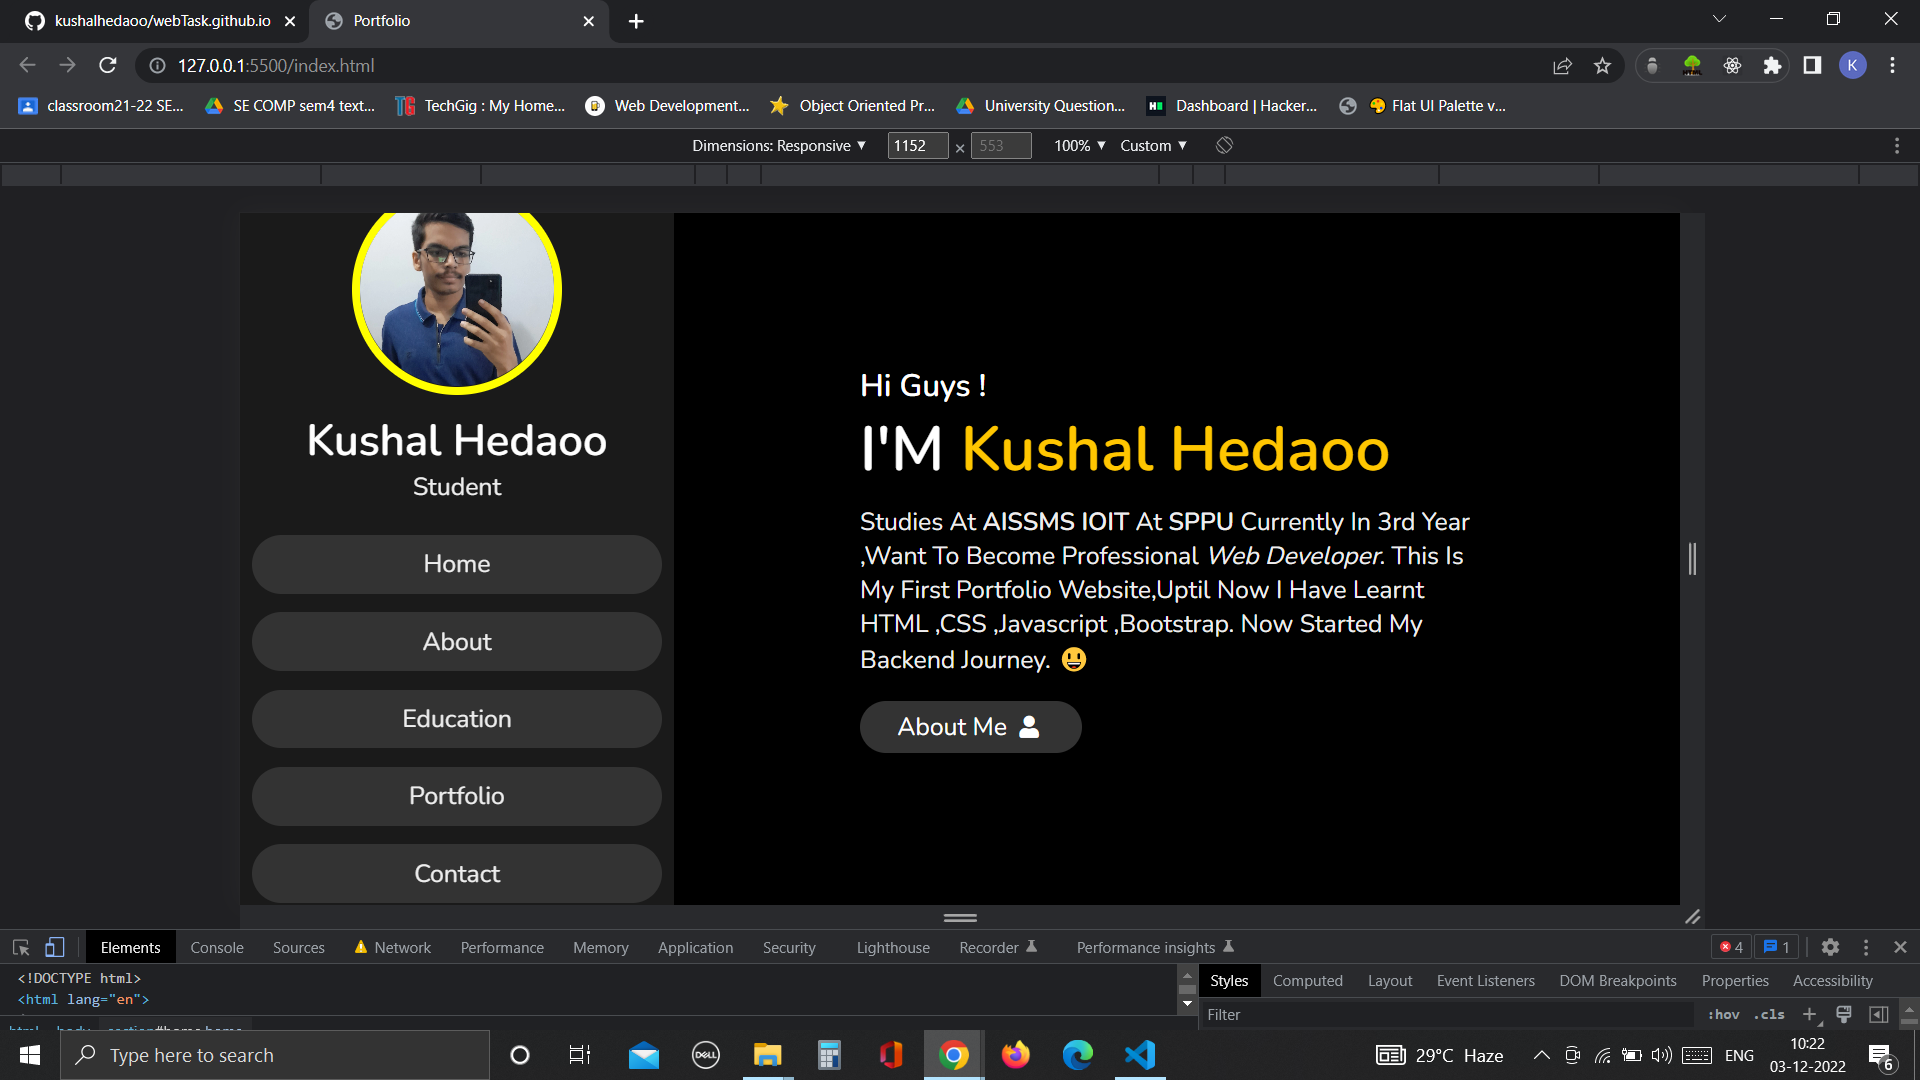 kushalhedaoo/webTask.github.io
Portfolio
127.0.0.1:5500/index.html
K
classroom21-22 SE...
SE COMP sem4 text...
TG
TechGig : My Home...
Web Development...
Object Oriented Pr...
University Question...
Dashboard | Hacker...
Flat UI Palette v...
Dimensions: Responsive
1152
×
553
100%
Custom
Kushal Hedaoo
Student
Home
About
Education
Portfolio
Contact
Hi Guys !
I'M Kushal Hedaoo
Studies At AISSMS IOIT At SPPU Currently In 3rd Year
,Want To Become Professional Web Developer. This Is
My First Portfolio Website,Uptil Now I Have Learnt
HTML ,CSS ,Javascript ,Bootstrap. Now Started My
Backend Journey. 😃
About Me
Elements
Console
Sources
Network
Performance
Memory
Application
Security
Lighthouse
Recorder
Performance insights
4
1
<!DOCTYPE html>
<html lang="en">
html body section#home.home
Styles
Computed
Layout
Event Listeners
DOM Breakpoints
Properties
Accessibility
Filter
:hov .cls
Type here to search
DELL
29°C Haze
ENG
10:22
03-12-2022
6